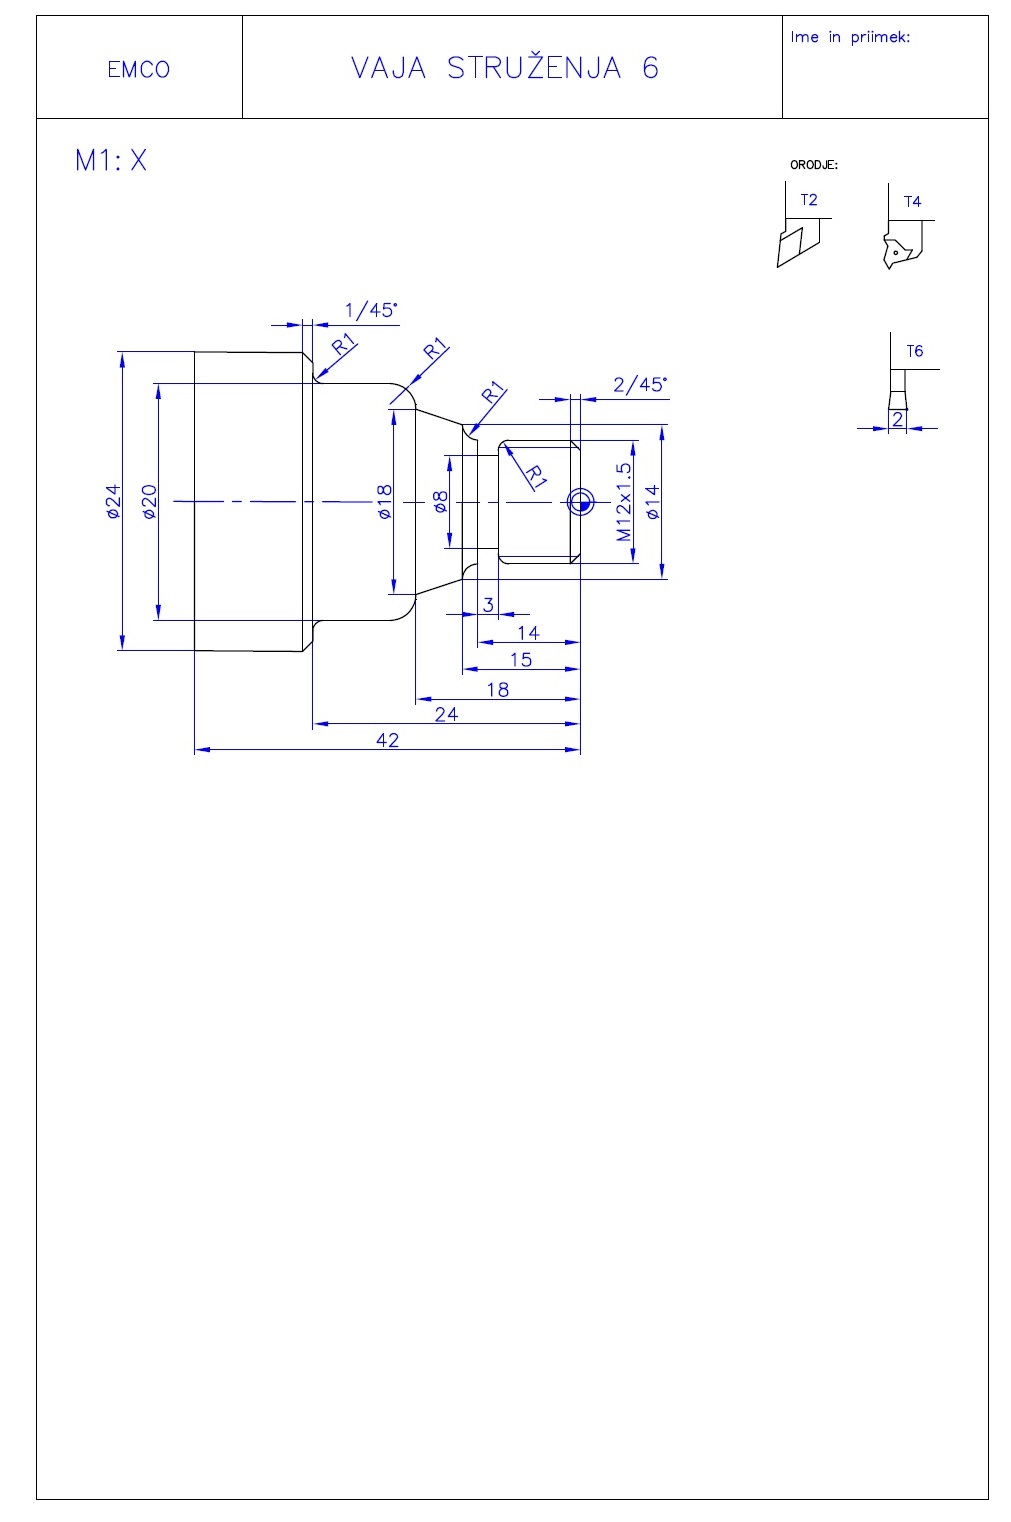 EMCO
VAJA STRUŽENJA 6
Ime in priimek:
M1:X
ORODJE:
T2
T4
T6
2
1/45°
R1
R1
R1
2/45°
R1
ø24
ø20
ø18
ø8
M12x1.5
ø14
3
14
15
18
24
42